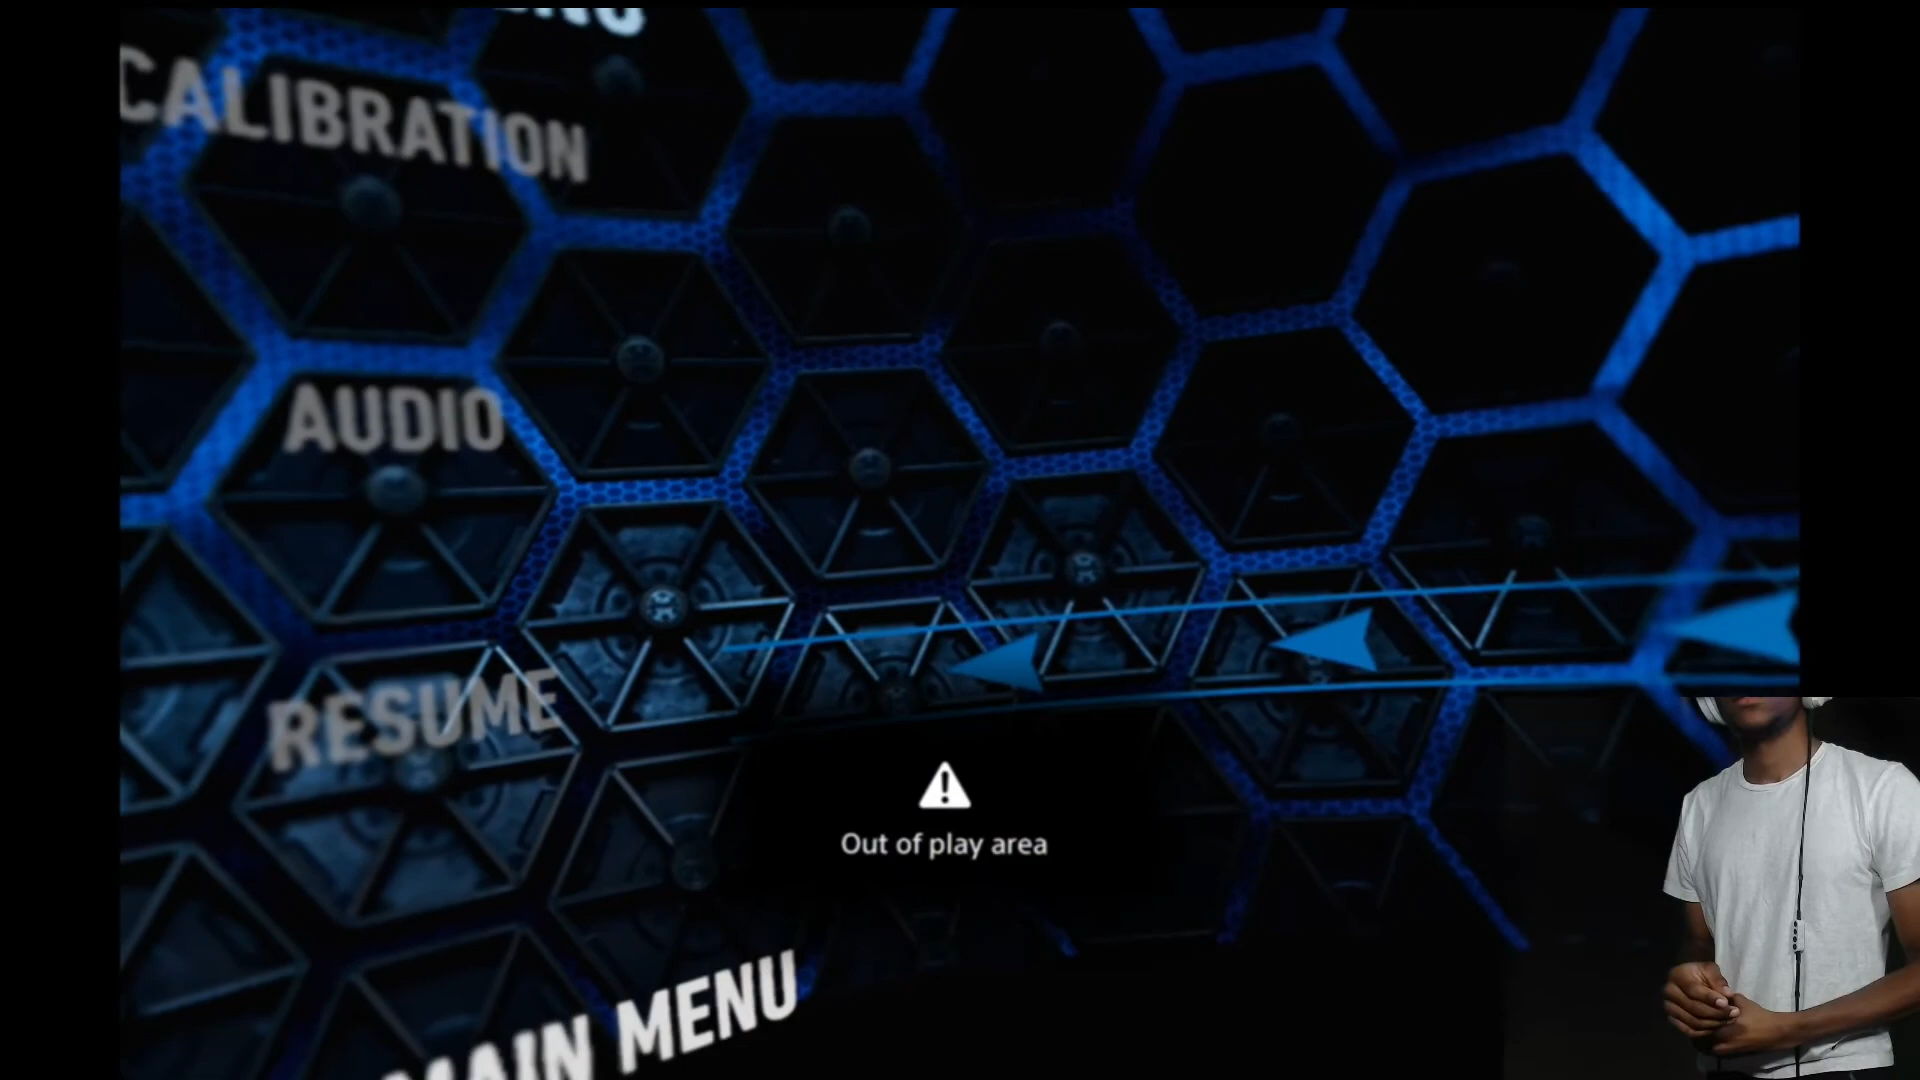 CALIBRATION
AUDIO
RESUME
Out of play area
MAIN MENU